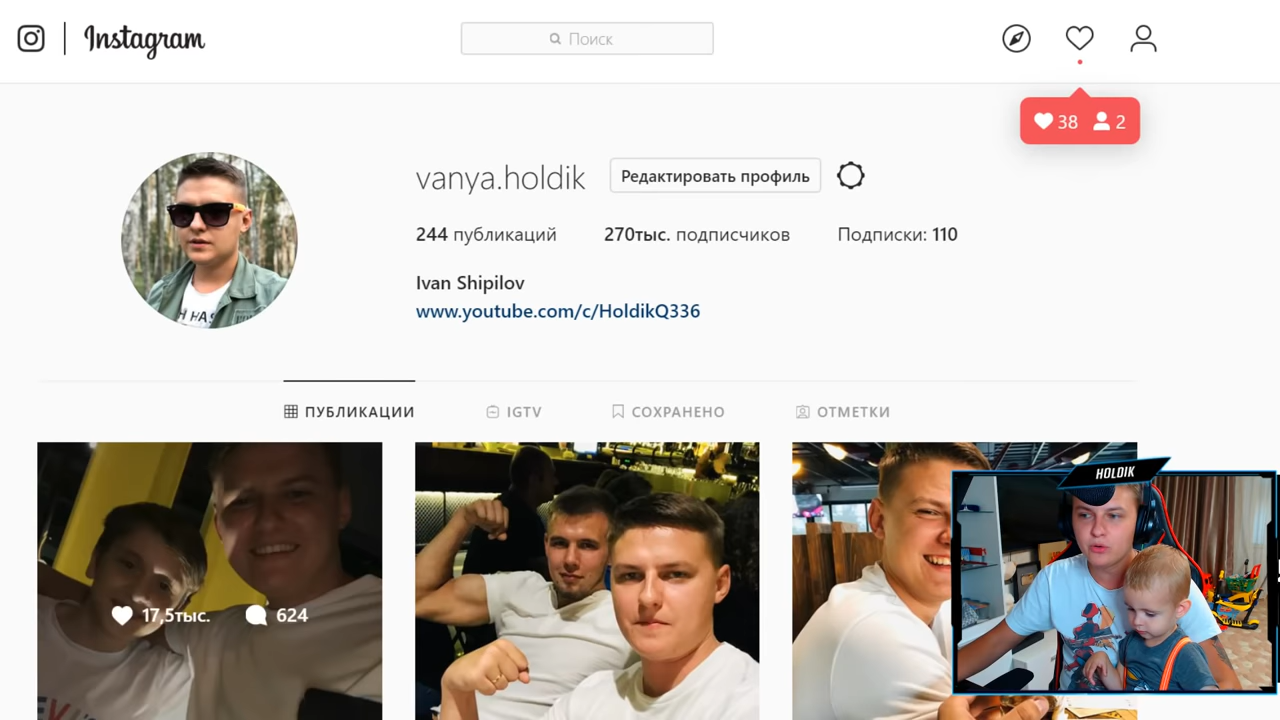 Instagram
Поиск
38 2
vanya.holdik Редактировать профиль
244 публикаций 270тыс. подписчиков Подписки: 110
Ivan Shipilov
www.youtube.com/c/HoldikQ336
ПУБЛИКАЦИИ IGTV СОХРАНЕНО ОТМЕТКИ
17,5тыс. 624
HOLDIK